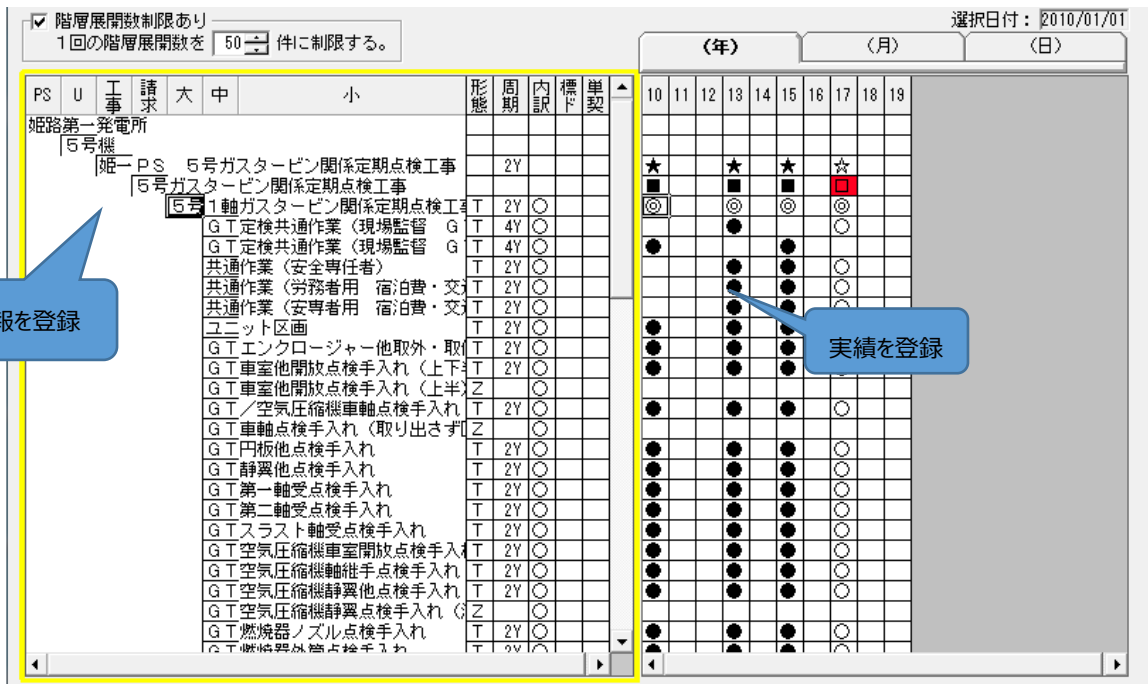 選択日付： 2010/01/01
階層展開数制限あり
1回の階層展開数を 50 件に制限する。
(年) (月) (日)
PS U 工事 請求 大 中 小 形態 周期 内訳 標ド 単契 10 11 12 13 14 15 16 17 18 19
姫路第一発電所
5号機
姫一PS 5号ガスタービン関係定期点検工事 2Y ★ ★ ★ ☆
5号ガスタービン関係定期点検工事 ■ ■ ■ □
5号 1軸ガスタービン関係定期点検工事 T 2Y ○ ◎ ◎ ◎ ◎
GT定検共通作業（現場監督 G T 4Y ○ ● ○
GT定検共通作業（現場監督 G T 4Y ○ ● ●
共通作業（安全専任者） T 2Y ○ ● ● ○
共通作業（労務者用 宿泊費・交 T 2Y ○ ● ● ○
共通作業（安専者用 宿泊費・交 T 2Y ○ ● ● ○
ユニット区画 T 2Y ○ ● ● ●
報を登録
GTエンクロージャー他取外・取 T 2Y ○ ● ● ●
実績を登録
GT車室他開放点検手入れ（上下 T 2Y ○ ● ● ●
GT車室他開放点検手入れ（上半） Z ○
GT／空気圧縮機車軸点検手入れ T 2Y ○ ● ● ● ○
GT車軸点検手入れ（取り出さず Z ○
GT円板他点検手入れ T 2Y ○ ● ● ● ○
GT静翼他点検手入れ T 2Y ○ ● ● ● ○
GT第一軸受点検手入れ T 2Y ○ ● ● ● ○
GT第二軸受点検手入れ T 2Y ○ ● ● ● ○
GTスラスト軸受点検手入れ T 2Y ○ ● ● ● ○
GT空気圧縮機車室開放点検手入 T 2Y ○ ● ● ● ○
GT空気圧縮機軸継手点検手入れ T 2Y ○ ● ● ● ○
GT空気圧縮機静翼他点検手入れ T 2Y ○ ● ● ● ○
GT空気圧縮機静翼点検手入れ（ Z ○
GT燃焼器ノズル点検手入れ T 2Y ○ ● ● ● ○
GT燃焼器外筒点検手入れ T 2Y ○ ● ● ● ○